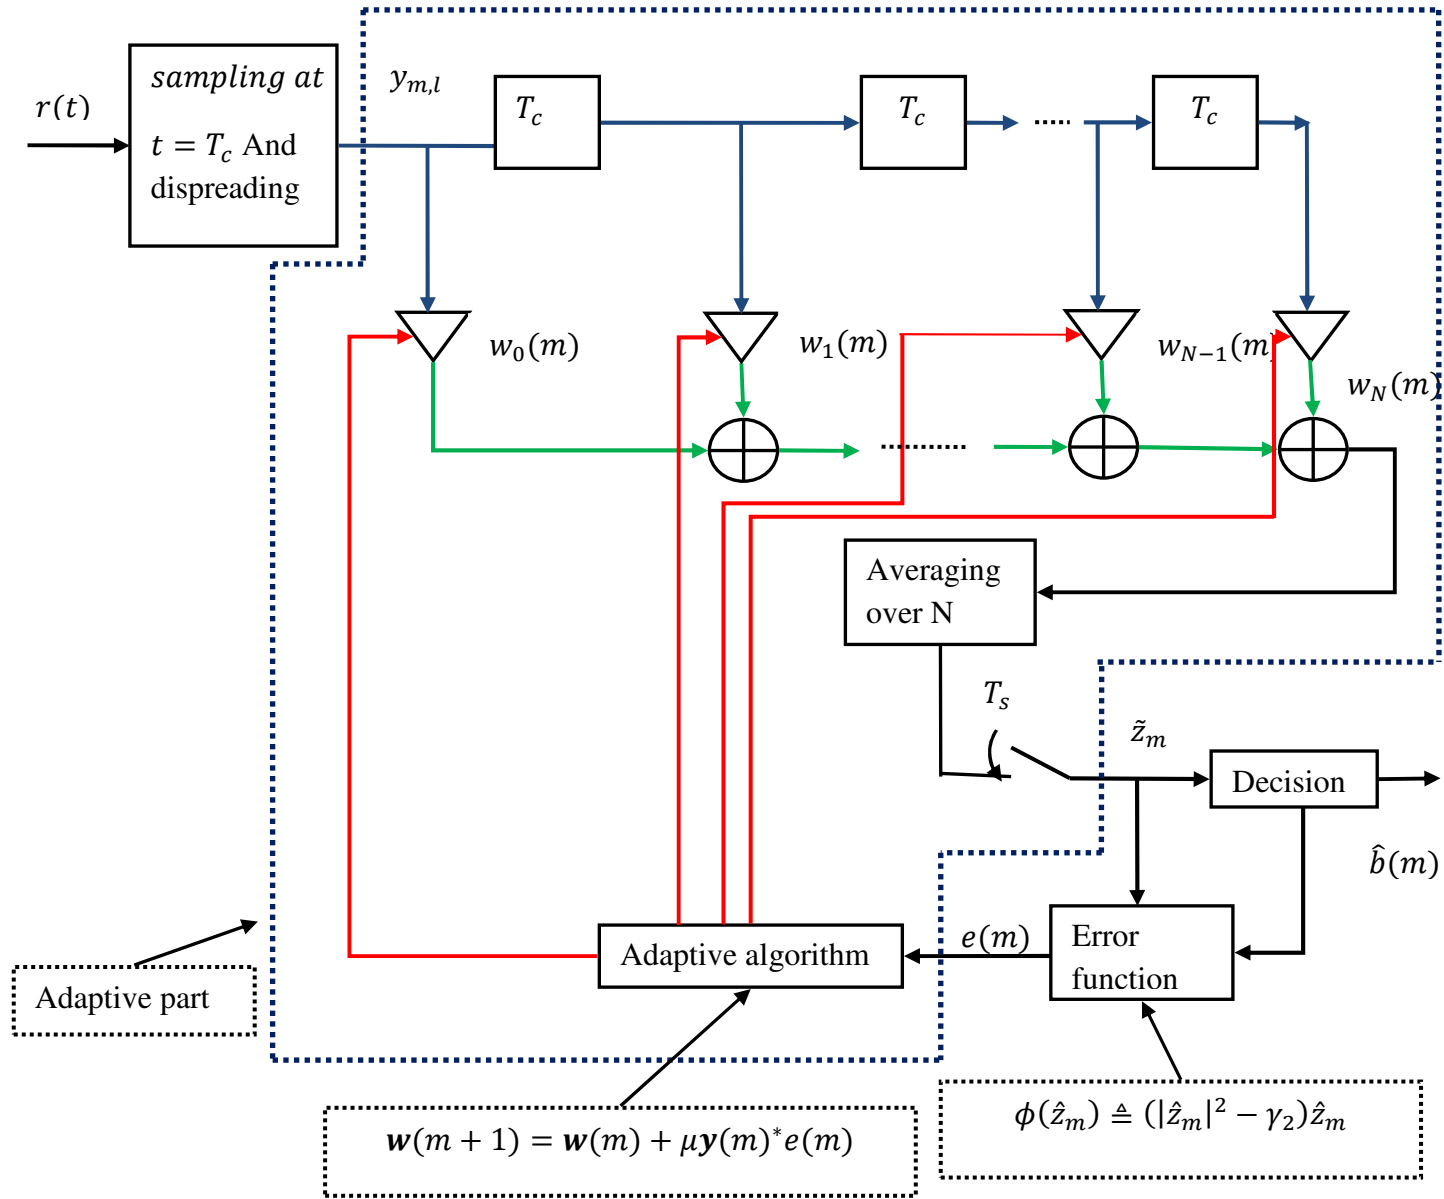 r(t)
sampling at
t = T_c And
dispreading
y_{m,l}
T_c
T_c
T_c
w_0(m)
w_1(m)
w_{N−1}(m)
w_N(m)
Averaging
over N
T_s
z̃_m
Decision
b̂(m)
Adaptive algorithm
e(m)
Error
function
Adaptive part
w(m + 1) = w(m) + μy(m)^*e(m)
ϕ(ẑ_m) ≜ (|ẑ_m|^2 − γ_2)ẑ_m